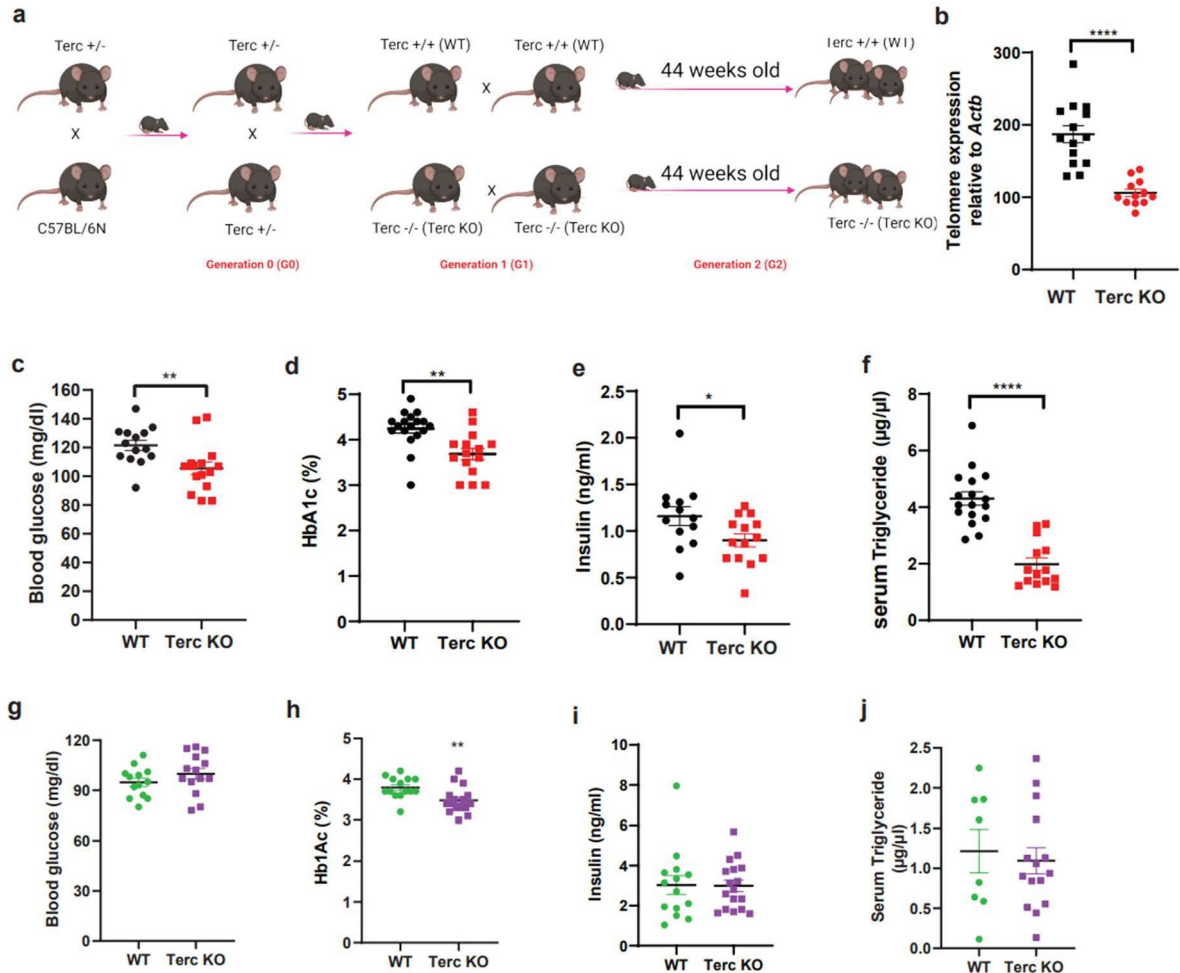 a
Terc +/-
Terc +/-
Terc +/+ (WT)
Terc +/+ (WT)
44 weeks old
Terc +/+ (WT)
X
X
X
X
44 weeks old
C57BL/6N
Terc +/-
Terc -/- (Terc KO)
Terc -/- (Terc KO)
Terc -/- (Terc KO)
Generation 0 (G0)
Generation 1 (G1)
Generation 2 (G2)
b
Telomere expression
relative to Actb
300
200
100
0
****
WT
Terc KO
c
Blood glucose (mg/dl)
160
140
120
100
80
60
40
20
0
**
WT
Terc KO
d
HbA1c (%)
5
4
3
2
1
0
**
WT
Terc KO
e
Insulin (ng/ml)
2.5
2.0
1.5
1.0
0.5
0.0
*
WT
Terc KO
f
serum Triglyceride (µg/µl)
8
6
4
2
0
****
WT
Terc KO
g
Blood glucose (mg/dl)
120
90
60
30
0
WT
Terc KO
h
Hb1Ac (%)
5
4
3
2
1
0
**
WT
Terc KO
i
Insulin (ng/ml)
10
8
6
4
2
0
WT
Terc KO
j
Serum Triglyceride
(µg/µl)
2.5
2.0
1.5
1.0
0.5
0.0
WT
Terc KO